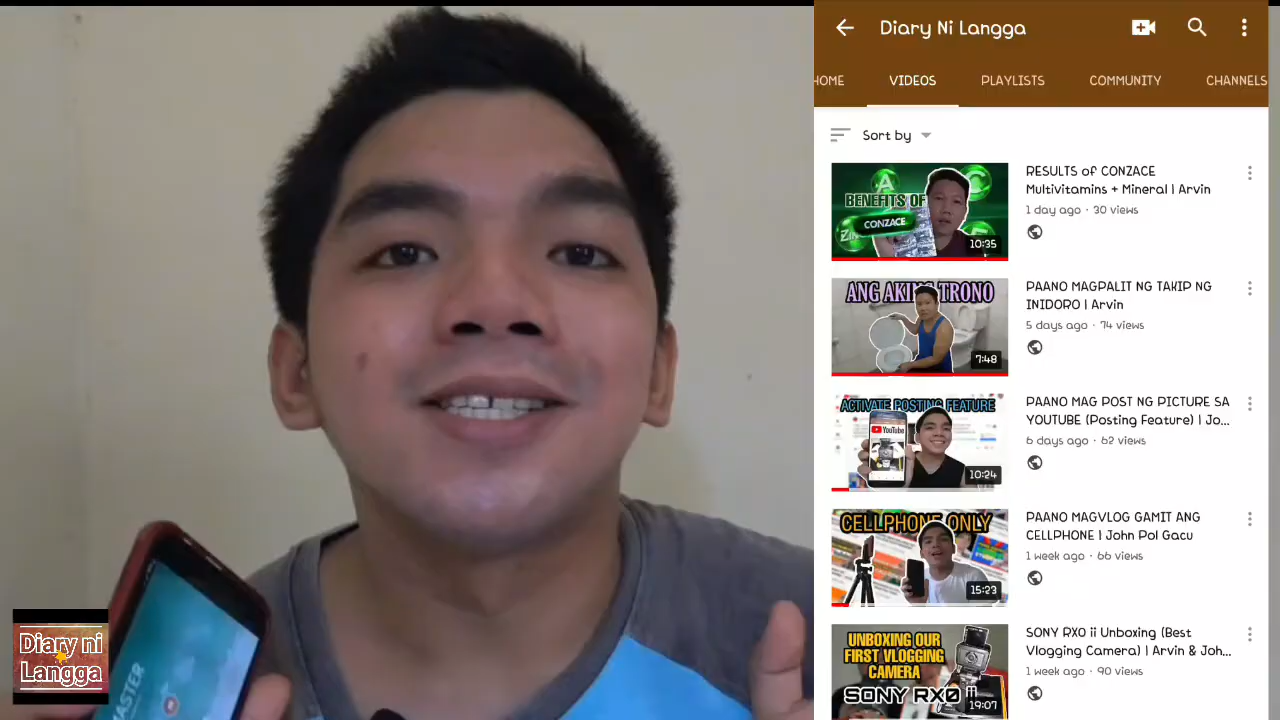 Diary Ni Langga
HOME
VIDEOS
PLAYLISTS
COMMUNITY
CHANNELS
Sort by
BENEFITS OF
CONZACE
A
C
E
10:35
RESULTS of CONZACE
Multivitamins + Mineral | Arvin
1 day ago · 30 views
ANG AKING TRONO
7:48
PAANO MAGPALIT NG TAKIP NG
INIDORO | Arvin
5 days ago · 74 views
ACTIVATE POSTING FEATURE
YouTube
10:24
PAANO MAG POST NG PICTURE SA
YOUTUBE (Posting Feature) | Jo...
6 days ago · 62 views
CELLPHONE ONLY
15:23
PAANO MAGVLOG GAMIT ANG
CELLPHONE | John Pol Gacu
1 week ago · 66 views
UNBOXING OUR
FIRST VLOGGING
CAMERA
SONY RX0 ii
19:07
SONY RX0 ii Unboxing (Best
Vlogging Camera) | Arvin & Joh...
1 week ago · 90 views
Diary ni
Langga